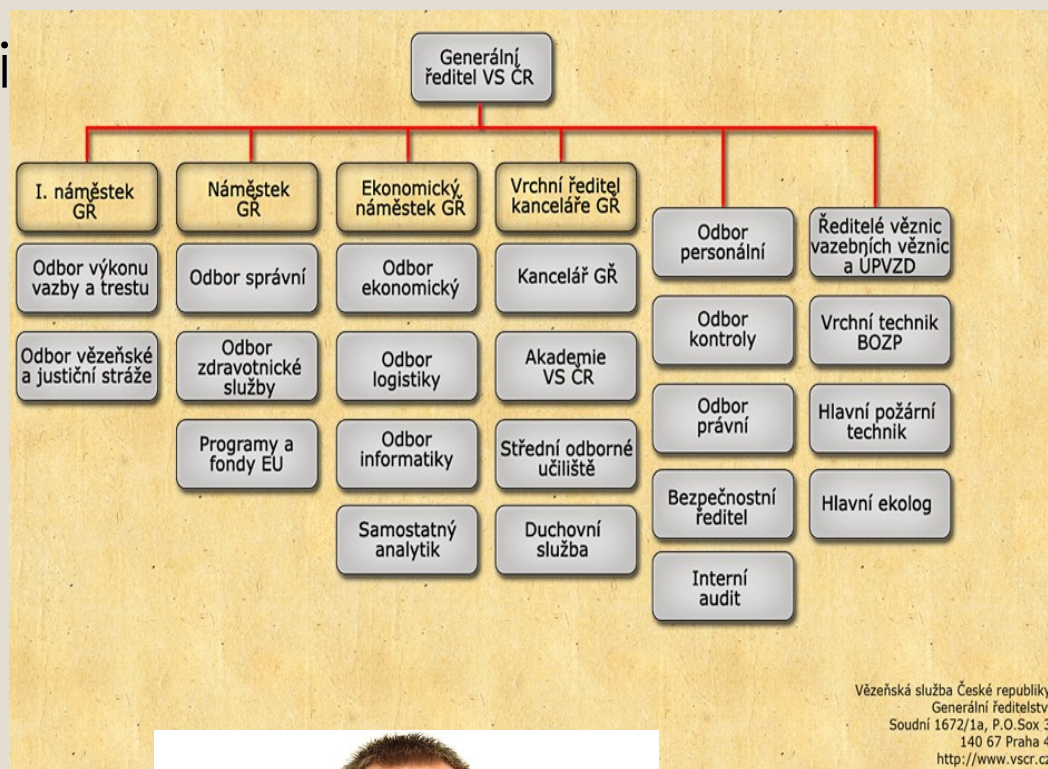 Generální
ředitel VS ČR
I. náměstek
GŘ
Odbor výkonu
vazby a trestu
Odbor vězeňské
a justiční stráže
Náměstek
GŘ
Odbor správní
Odbor
zdravotnické
služby
Programy a
fondy EU
Ekonomický
náměstek GŘ
Odbor
ekonomický
Odbor
logistiky
Odbor
informatiky
Samostatný
analytik
Vrchní ředitel
kanceláře GŘ
Kancelář GŘ
Akademie
VS ČR
Střední odborné
učiliště
Duchovní
služba
Odbor
personální
Odbor
kontroly
Odbor
právní
Bezpečnostní
ředitel
Interní
audit
Ředitelé věznic
vazebních věznic
a ÚPVZD
Vrchní technik
BOZP
Hlavní požární
technik
Hlavní ekolog
Vězeňská služba České republiky
Generální ředitelství
Soudní 1672/1a, P.O.Sox 3
140 67 Praha 4
http://www.vscr.cz